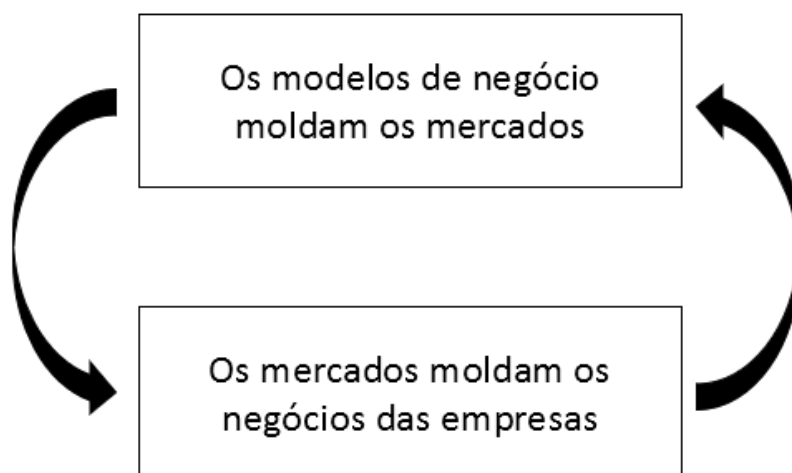 Os modelos de negócio
moldam os mercados
Os mercados moldam os
negócios das empresas